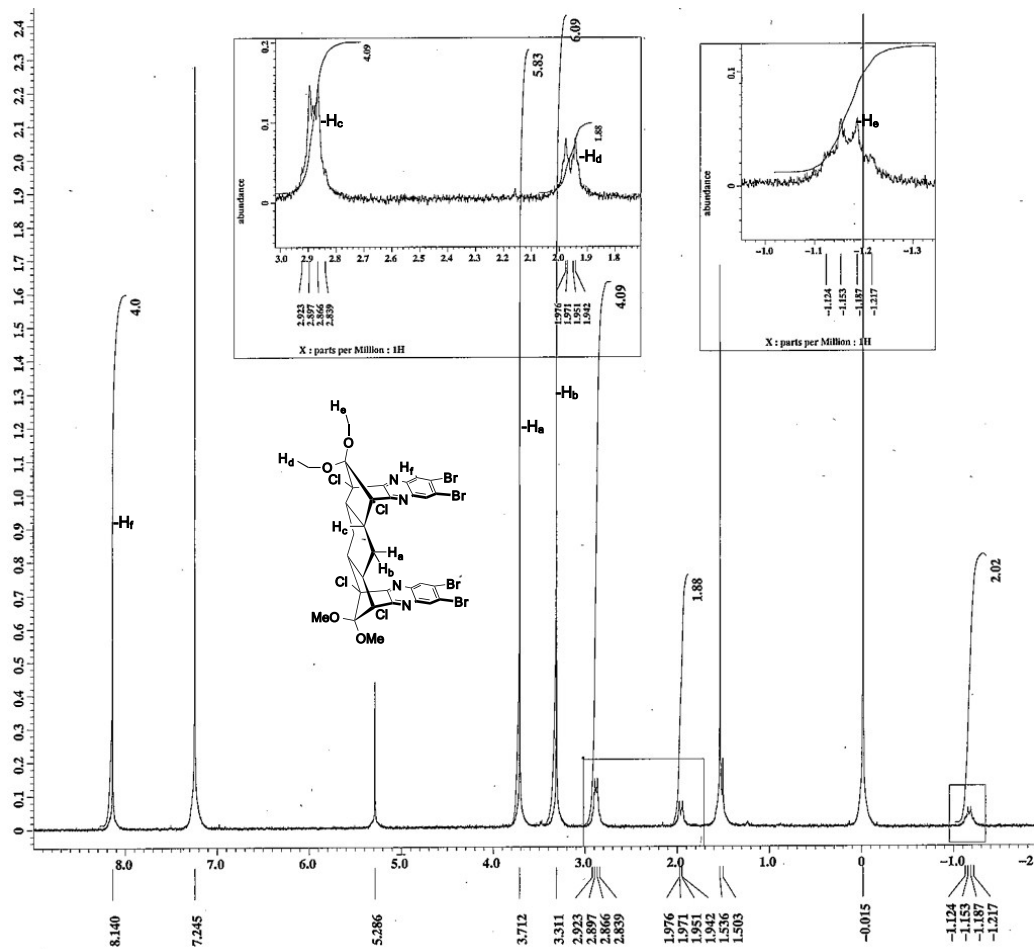 2.4
2.3
2.2
2.1
2.0
1.9
1.8
1.7
1.6
1.5
1.4
1.3
1.2
1.1
1.0
0.9
0.8
0.7
0.6
0.5
0.4
0.3
0.2
0.1
0
4.0
5.83
6.09
4.09
1.88
2.02
-Hf
-Ha
-Hb
0.2
0.1
0
abundance
4.09
-Hc
1.88
-Hd
3.0 2.9 2.8 2.7 2.6 2.5 2.4 2.3 2.2 2.1 2.0 1.9 1.8
2.923
2.897
2.866
2.839
1.976
1.971
1.951
1.942
X : parts per Million : 1H
0.1
0
abundance
-He
-1.0 -1.1 -1.2 -1.3
-1.124
-1.153
-1.187
-1.217
X : parts per Million : 1H
He
O
Hd O
Cl N Hf Br
Cl N Br
Hc
Ha
Hb
Cl N Br
Cl N Br
MeO
OMe
8.0 7.0 6.0 5.0 4.0 3.0 2.0 1.0 0 -1.0 -2
8.140
7.245
5.286
3.712
3.311
2.923
2.897
2.866
2.839
1.976
1.971
1.951
1.942
1.536
1.503
-0.015
-1.124
-1.153
-1.187
-1.217